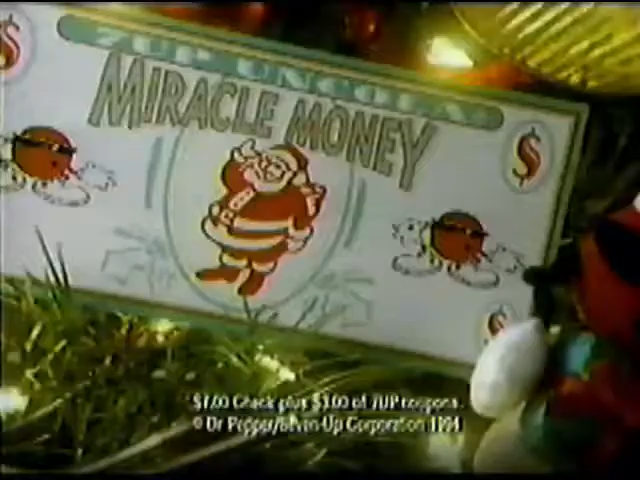 $
7UP UNCOLA
MIRACLE MONEY
$
$
$1.00 Check plus $3.00 of 7UP coupons.
© Dr Pepper/Seven-Up Corporation 1994